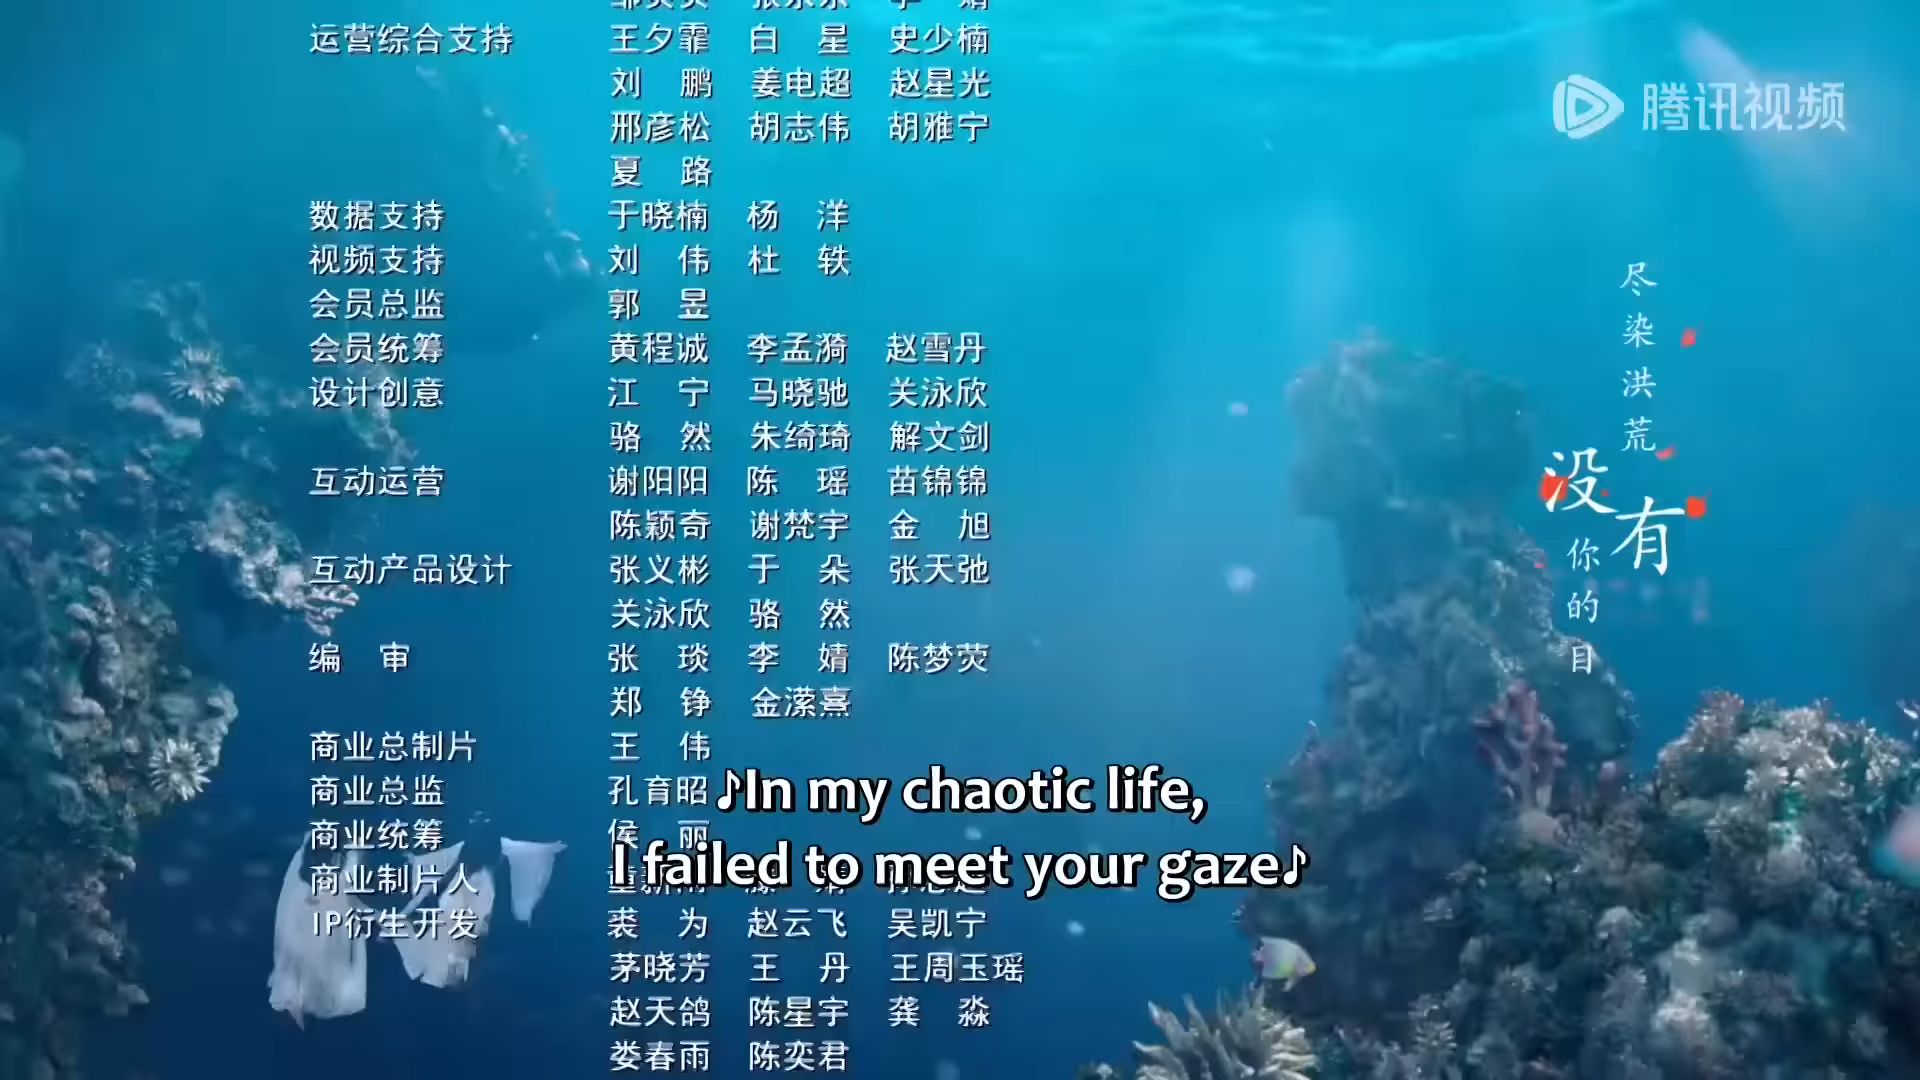 运营综合支持 王夕霏 白 星 史少楠
刘 鹏 姜电超 赵星光
邢彦松 胡志伟 胡雅宁
夏 路
数据支持 于晓楠 杨 洋
视频支持 刘 伟 杜 轶
会员总监 郭 昱
会员统筹 黄程诚 李孟漪 赵雪丹
设计创意 江 宁 马晓驰 关泳欣
骆 然 朱绮琦 解文剑
互动运营 谢阳阳 陈 瑶 苗锦锦
陈颖奇 谢梵宇 金 旭
互动产品设计 张义彬 于 朵 张天弛
关泳欣 骆 然
编 审 张 琰 李 婧 陈梦荧
郑 铮 金潆熹
商业总制片 王 伟
商业总监 孔育昭
商业统筹 侯 丽
商业制片人
IP衍生开发 裘 为 赵云飞 吴凯宁
茅晓芳 王 丹 王周玉瑶
赵天鸽 陈星宇 龚 淼
娄春雨 陈奕君
♪In my chaotic life,
I failed to meet your gaze♪
腾讯视频
尽染洪荒
没有你的目